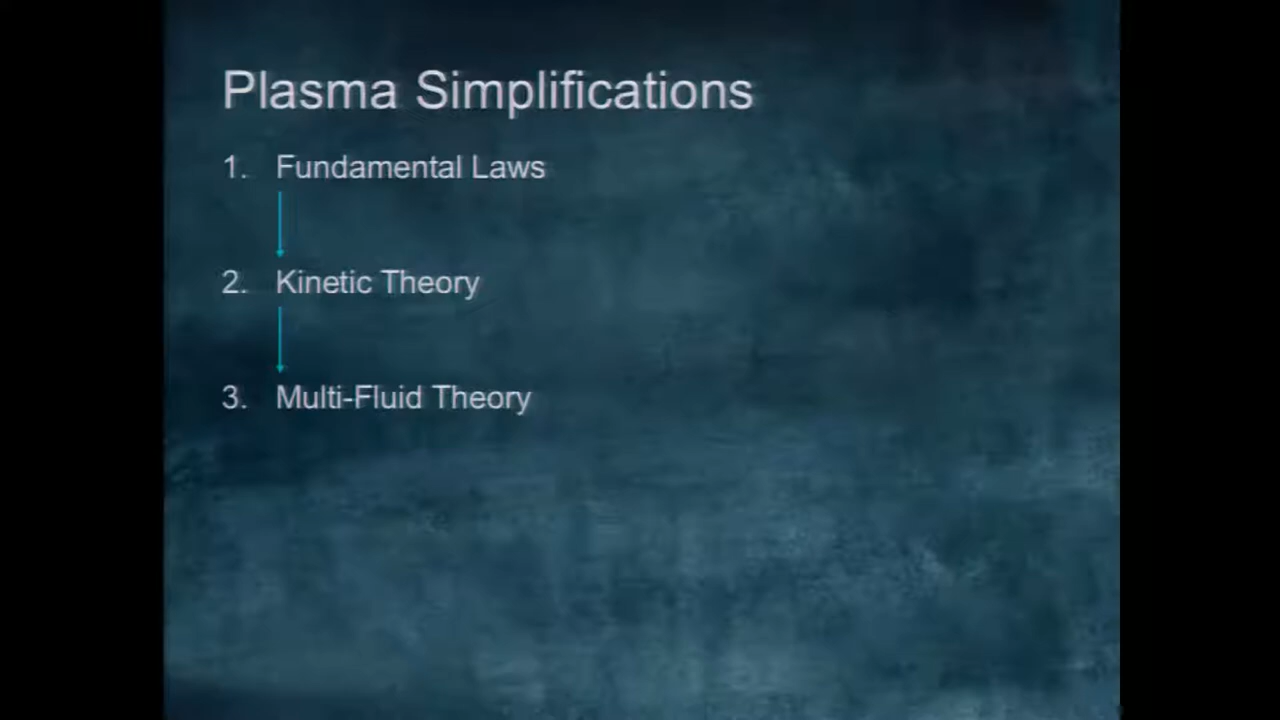 Plasma Simplifications
1. Fundamental Laws
2. Kinetic Theory
3. Multi-Fluid Theory